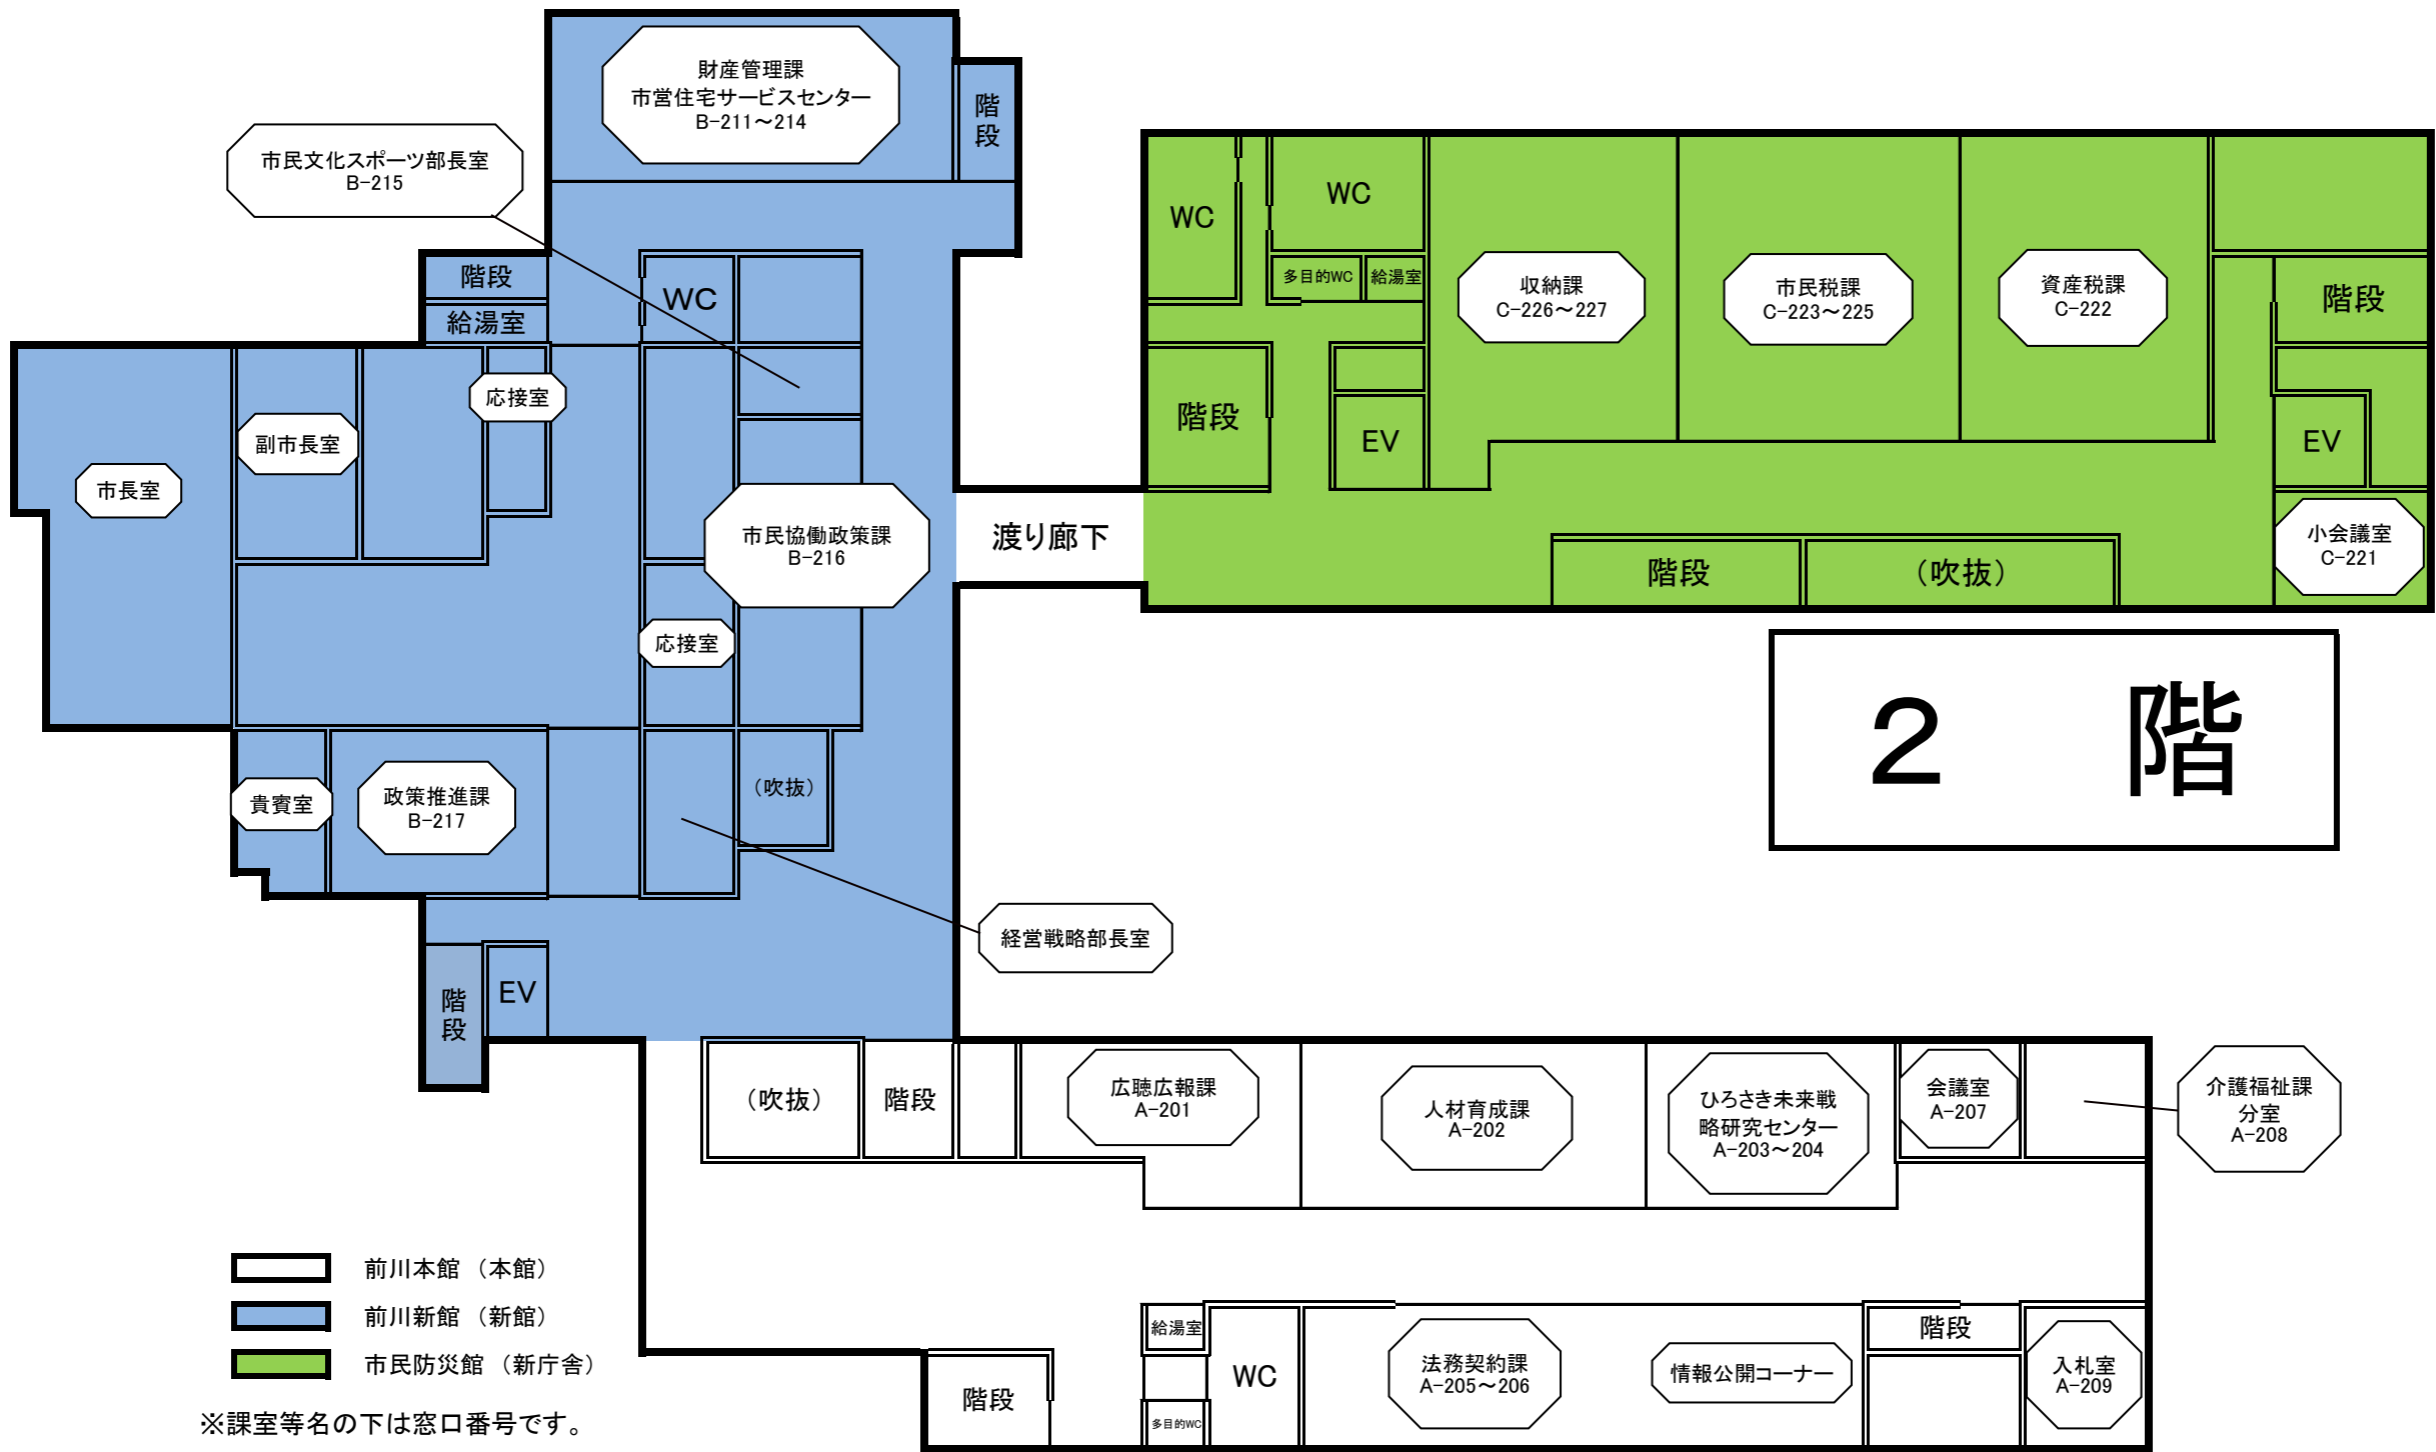 財産管理課
市営住宅サービスセンター
B-211～214
階段
市民文化スポーツ部長室
B-215
階段
給湯室
WC
応接室
副市長室
市長室
市民協働政策課
B-216
応接室
渡り廊下
貴賓室
政策推進課
B-217
（吹抜）
経営戦略部長室
階段
EV
WC
WC
多目的WC
給湯室
収納課
C-226～227
市民税課
C-223～225
資産税課
C-222
階段
階段
EV
EV
小会議室
C-221
階段
（吹抜）
２　階
（吹抜）
階段
広聴広報課
A-201
人材育成課
A-202
ひろさき未来戦
略研究センター
A-203～204
会議室
A-207
介護福祉課
分室
A-208
階段
給湯室
多目的WC
WC
法務契約課
A-205～206
情報公開コーナー
階段
入札室
A-209
前川本館（本館）
前川新館（新館）
市民防災館（新庁舎）
※課室等名の下は窓口番号です。